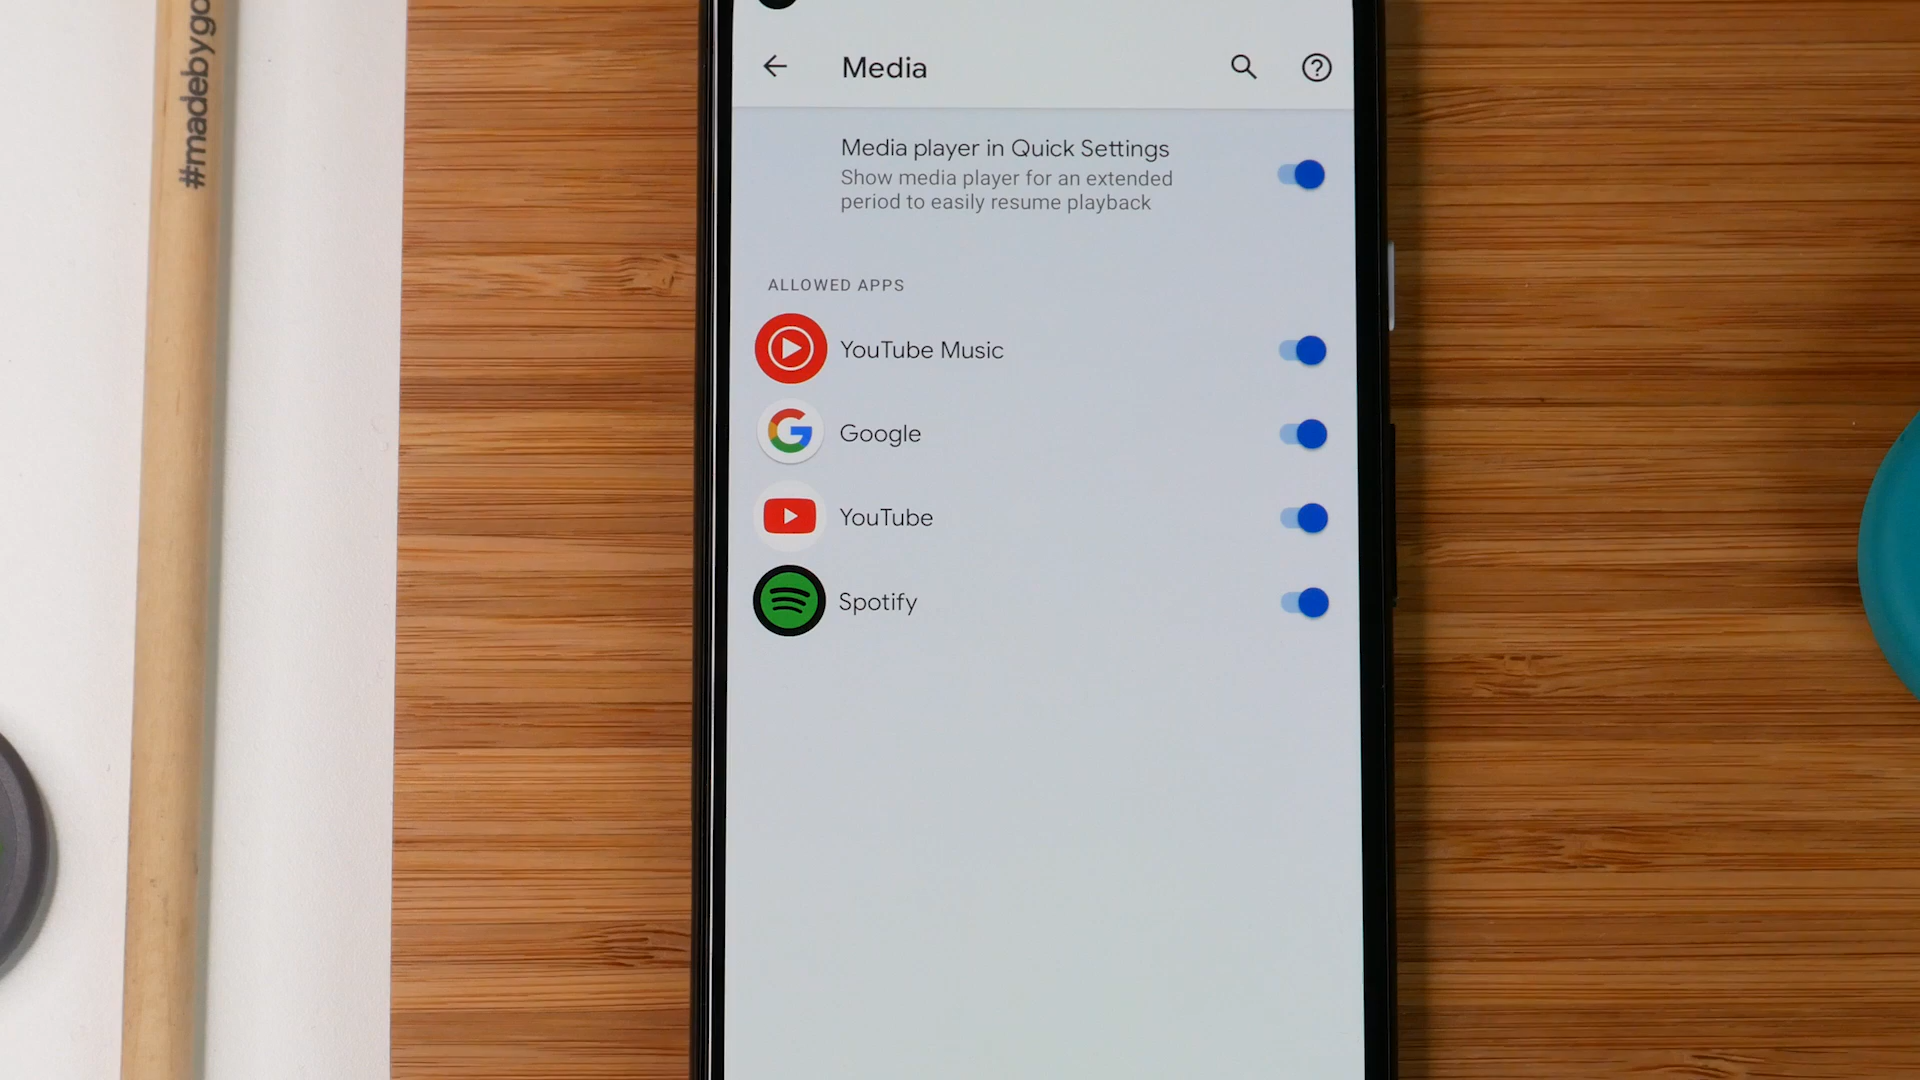 #madebygo
Media
Media player in Quick Settings
Show media player for an extended
period to easily resume playback
ALLOWED APPS
YouTube Music
Google
YouTube
Spotify